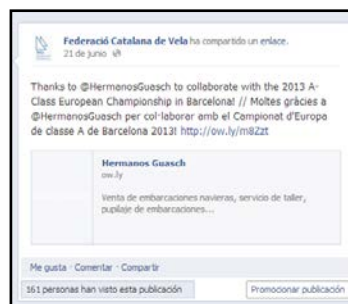 Federació Catalana de Vela ha compartido un enlace.
21 de junio
Thanks to @HermanosGuasch to collaborate with the 2013 A-
Class European Championship in Barcelona! // Moltes gràcies a
@HermanosGuasch per col·laborar amb el Campionat d'Europa
de classe A de Barcelona 2013! http://ow.ly/m8Zzt
Hermanos Guasch
ow.ly
Venta de embarcaciones navieras, servicio de taller,
pupilaje de embarcaciones...
Me gusta · Comentar · Compartir
161 personas han visto esta publicación
Promocionar publicación